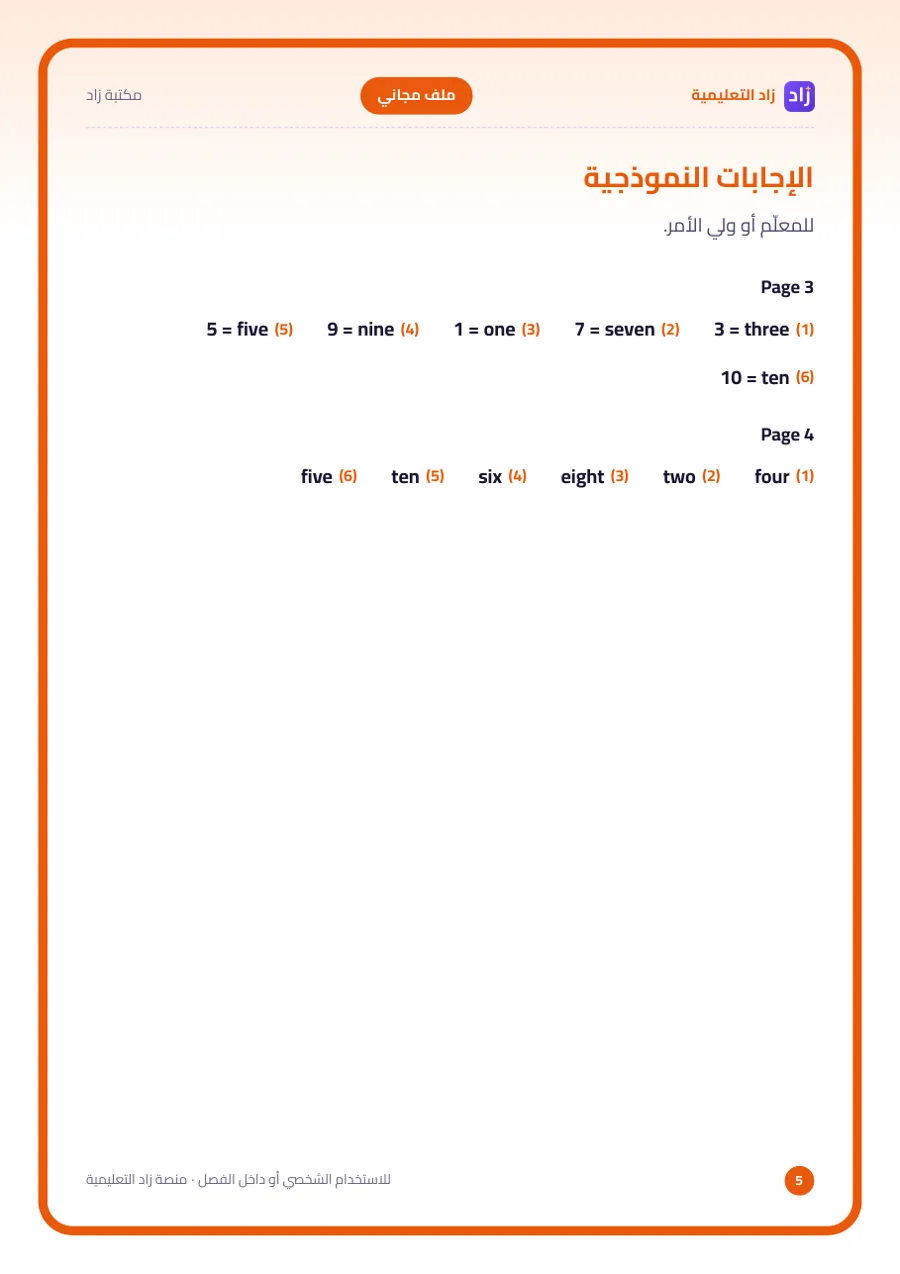 زاد زاد التعليمية
ملف مجاني
مكتبة زاد
الإجابات النموذجية
للمعلّم أو ولي الأمر.
Page 3
(1) 3 = three (2) 7 = seven (3) 1 = one (4) 9 = nine (5) 5 = five
(6) 10 = ten
Page 4
(1) four (2) two (3) eight (4) six (5) ten (6) five
5
للاستخدام الشخصي أو داخل الفصل · منصة زاد التعليمية